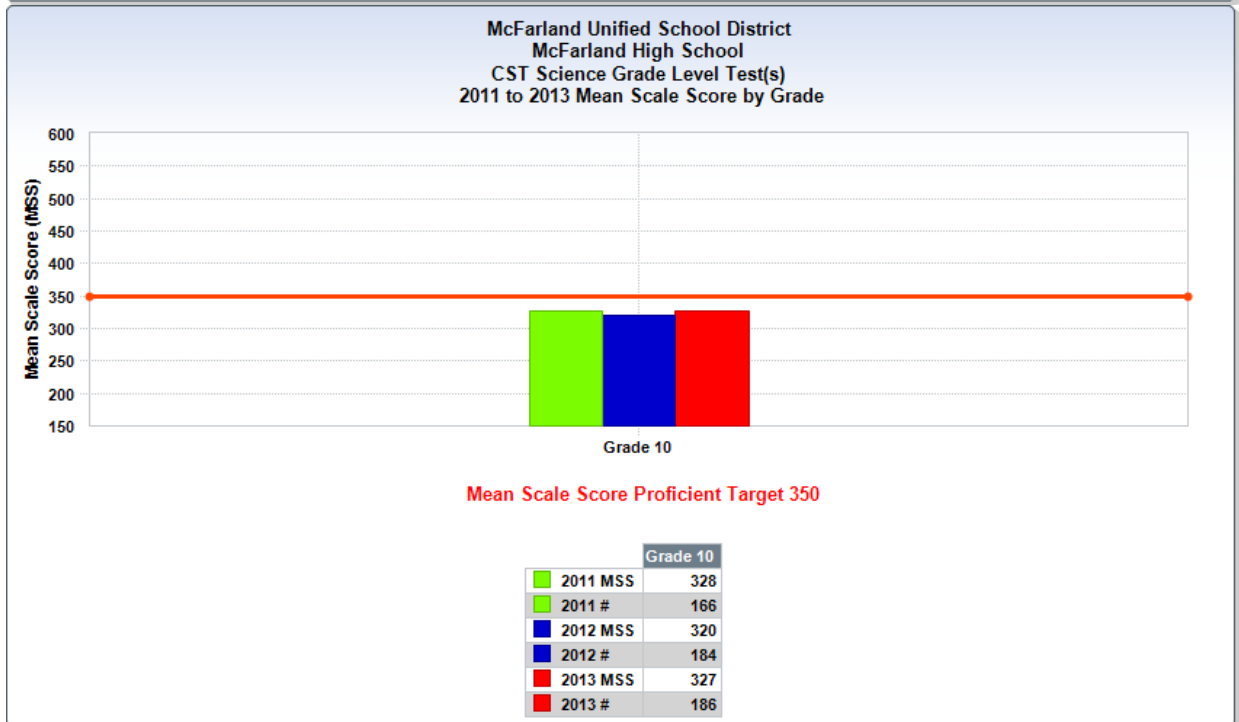 McFarland Unified School District
McFarland High School
CST Science Grade Level Test(s)
2011 to 2013 Mean Scale Score by Grade
Mean Scale Score (MSS)
600
550
500
450
400
350
300
250
200
150
Grade 10
Mean Scale Score Proficient Target 350
Grade 10
2011 MSS 328
2011 # 166
2012 MSS 320
2012 # 184
2013 MSS 327
2013 # 186